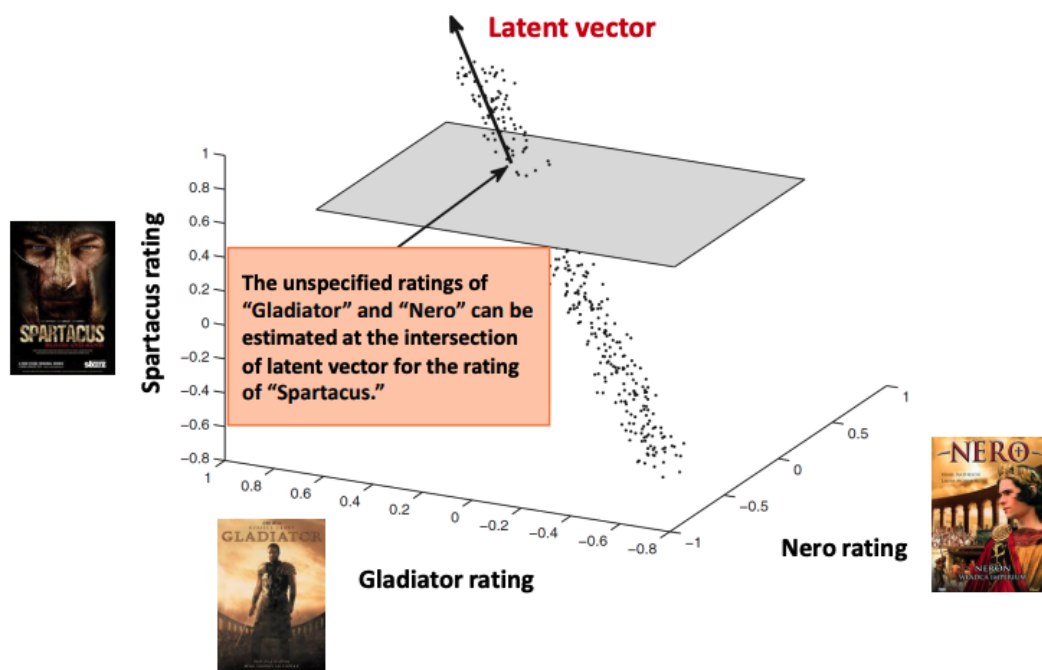 Latent vector
1
0.8
0.6
0.4
0.2
0
−0.2
−0.4
−0.6
−0.8
Spartacus rating
SPARTACUS
The unspecified ratings of
“Gladiator” and “Nero” can be
estimated at the intersection
of latent vector for the rating
of “Spartacus.”
1
0.8
0.6
0.4
0.2
0
−0.2
−0.4
−0.6
−0.8
−1
−0.5
0
0.5
1
Gladiator rating
Nero rating
GLADIATOR
NERO
NERON
WŁADCA IMPERIUM